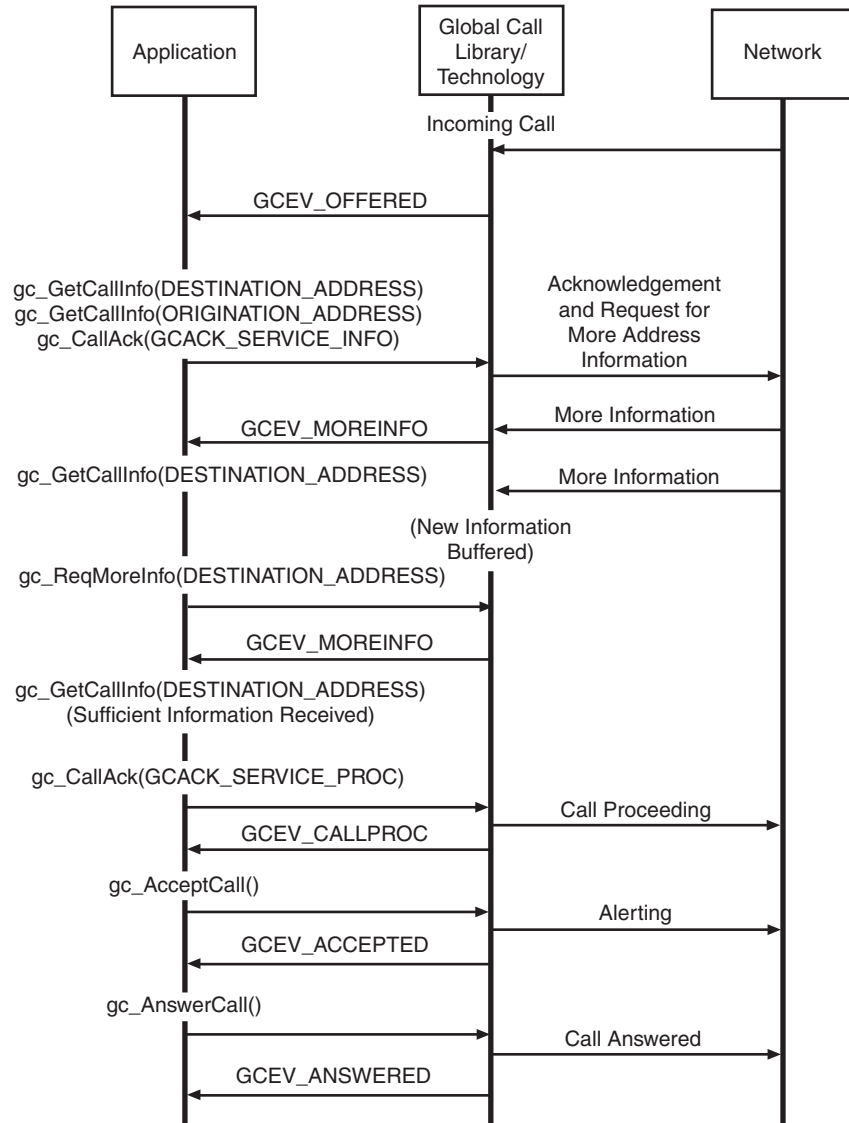 Application
Global Call
Library/
Technology
Network
Incoming Call
GCEV_OFFERED
gc_GetCallInfo(DESTINATION_ADDRESS)
gc_GetCallInfo(ORIGINATION_ADDRESS)
gc_CallAck(GCACK_SERVICE_INFO)
Acknowledgement
and Request for
More Address
Information
GCEV_MOREINFO
More Information
gc_GetCallInfo(DESTINATION_ADDRESS)
More Information
(New Information
Buffered)
gc_ReqMoreInfo(DESTINATION_ADDRESS)
GCEV_MOREINFO
gc_GetCallInfo(DESTINATION_ADDRESS)
(Sufficient Information Received)
gc_CallAck(GCACK_SERVICE_PROC)
Call Proceeding
GCEV_CALLPROC
gc_AcceptCall()
Alerting
GCEV_ACCEPTED
gc_AnswerCall()
Call Answered
GCEV_ANSWERED